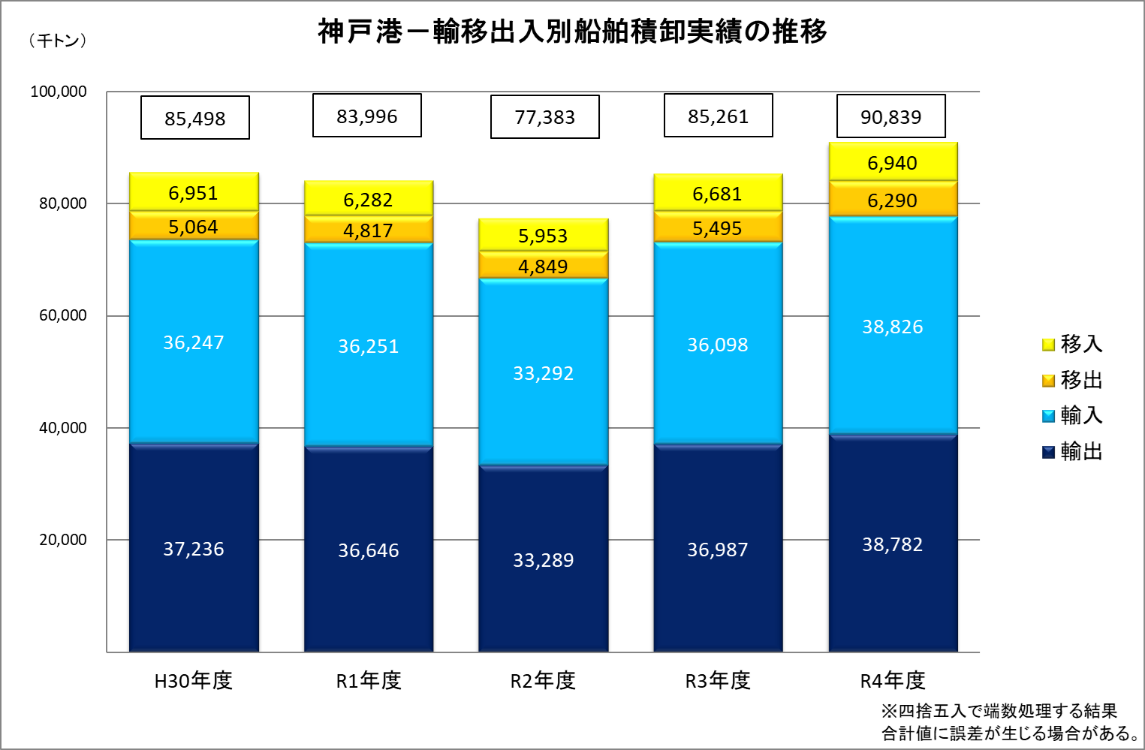 神戸港－輸移出入別船舶積卸実績の推移
（千トン）
100,000
80,000
60,000
40,000
20,000
85,498
83,996
77,383
85,261
90,839
6,951
6,282
5,953
6,681
6,940
5,064
4,817
4,849
5,495
6,290
36,247
36,251
33,292
36,098
38,826
37,236
36,646
33,289
36,987
38,782
H30年度
R1年度
R2年度
R3年度
R4年度
移入
移出
輸入
輸出
※四捨五入で端数処理する結果
合計値に誤差が生じる場合がある。